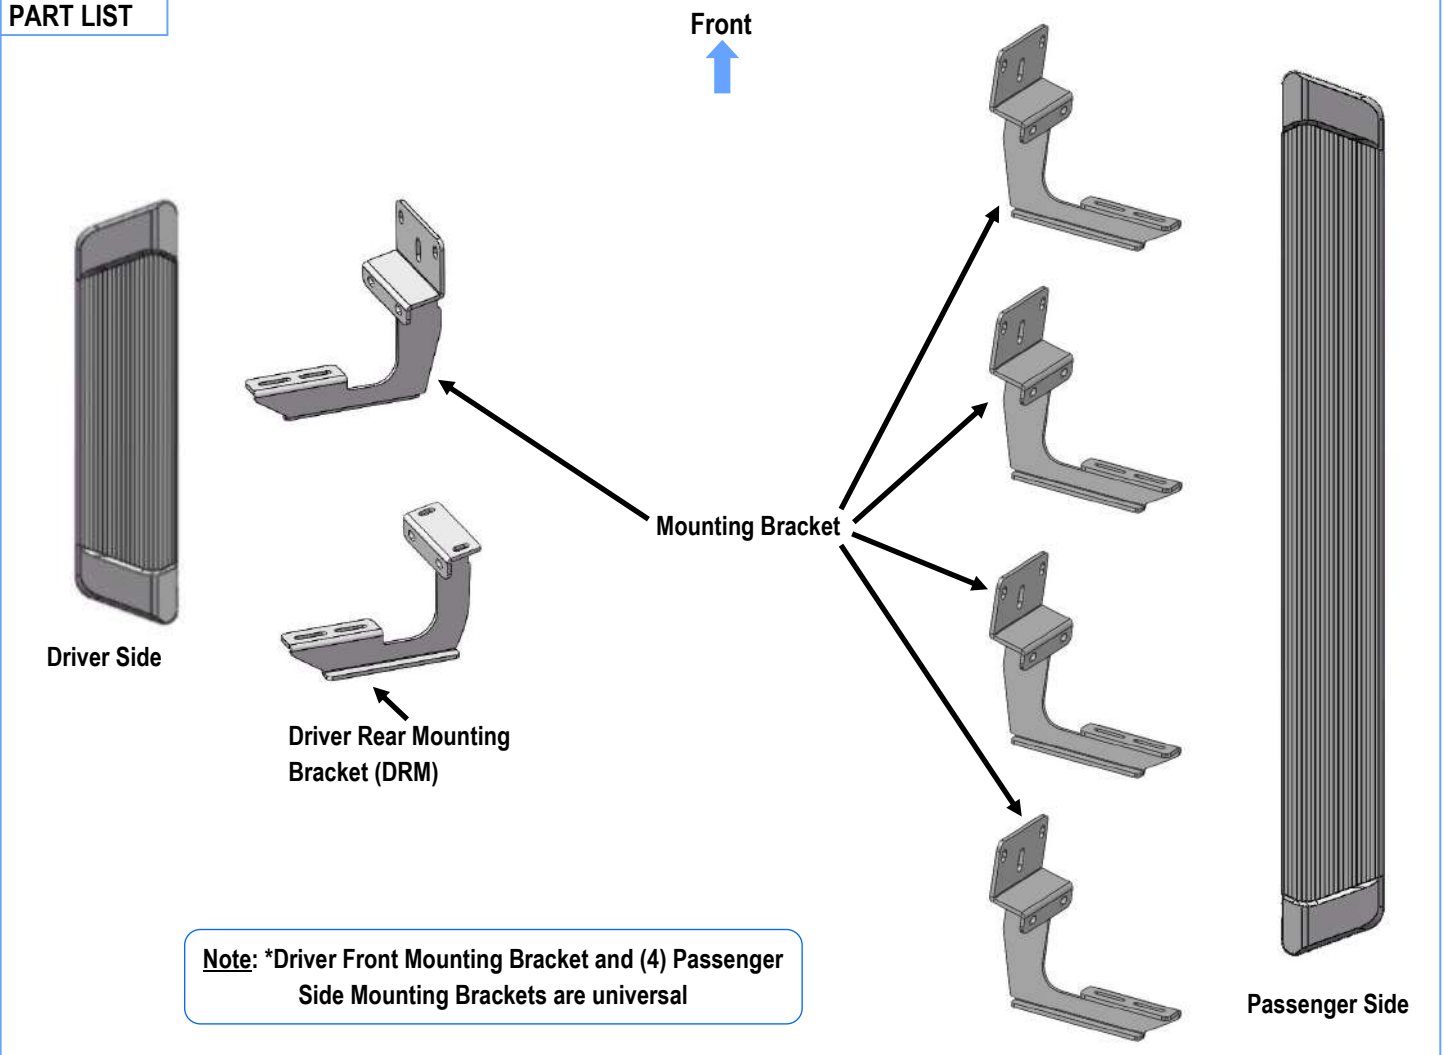 PART LIST
Front
Mounting Bracket
Driver Side
Driver Rear Mounting
Bracket (DRM)
Note: *Driver Front Mounting Bracket and (4) Passenger
Side Mounting Brackets are universal
Passenger Side